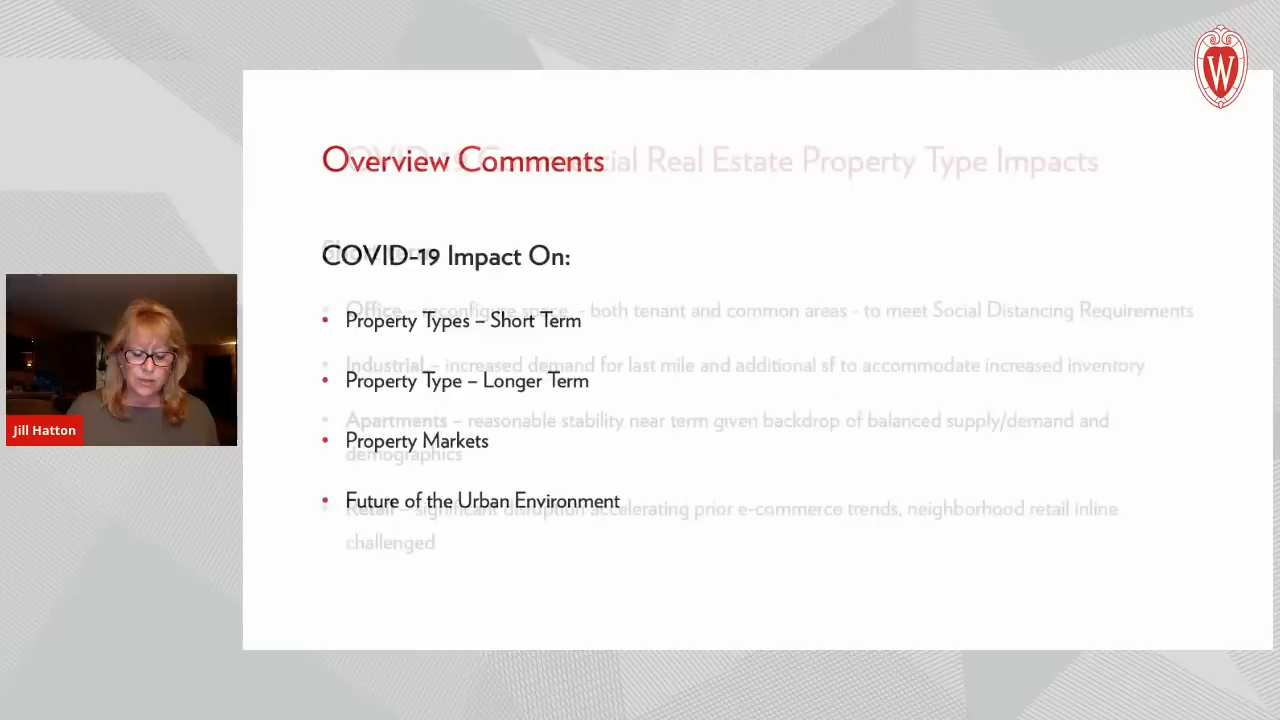 W
Overview Comments
cial Real Estate Property Type Impacts
COVID-19 Impact On:
• Office – reconfigure space - both tenant and common areas - to meet Social Distancing Requirements
• Property Types – Short Term
• Industrial – increased demand for last mile and additional sf to accommodate increased inventory
• Property Type – Longer Term
• Apartments – reasonable stability near term given backdrop of balanced supply/demand and
demographics
• Property Markets
• Future of the Urban Environment
• Retail – significant disruption accelerating prior e-commerce trends, neighborhood retail inline
challenged
Jill Hatton